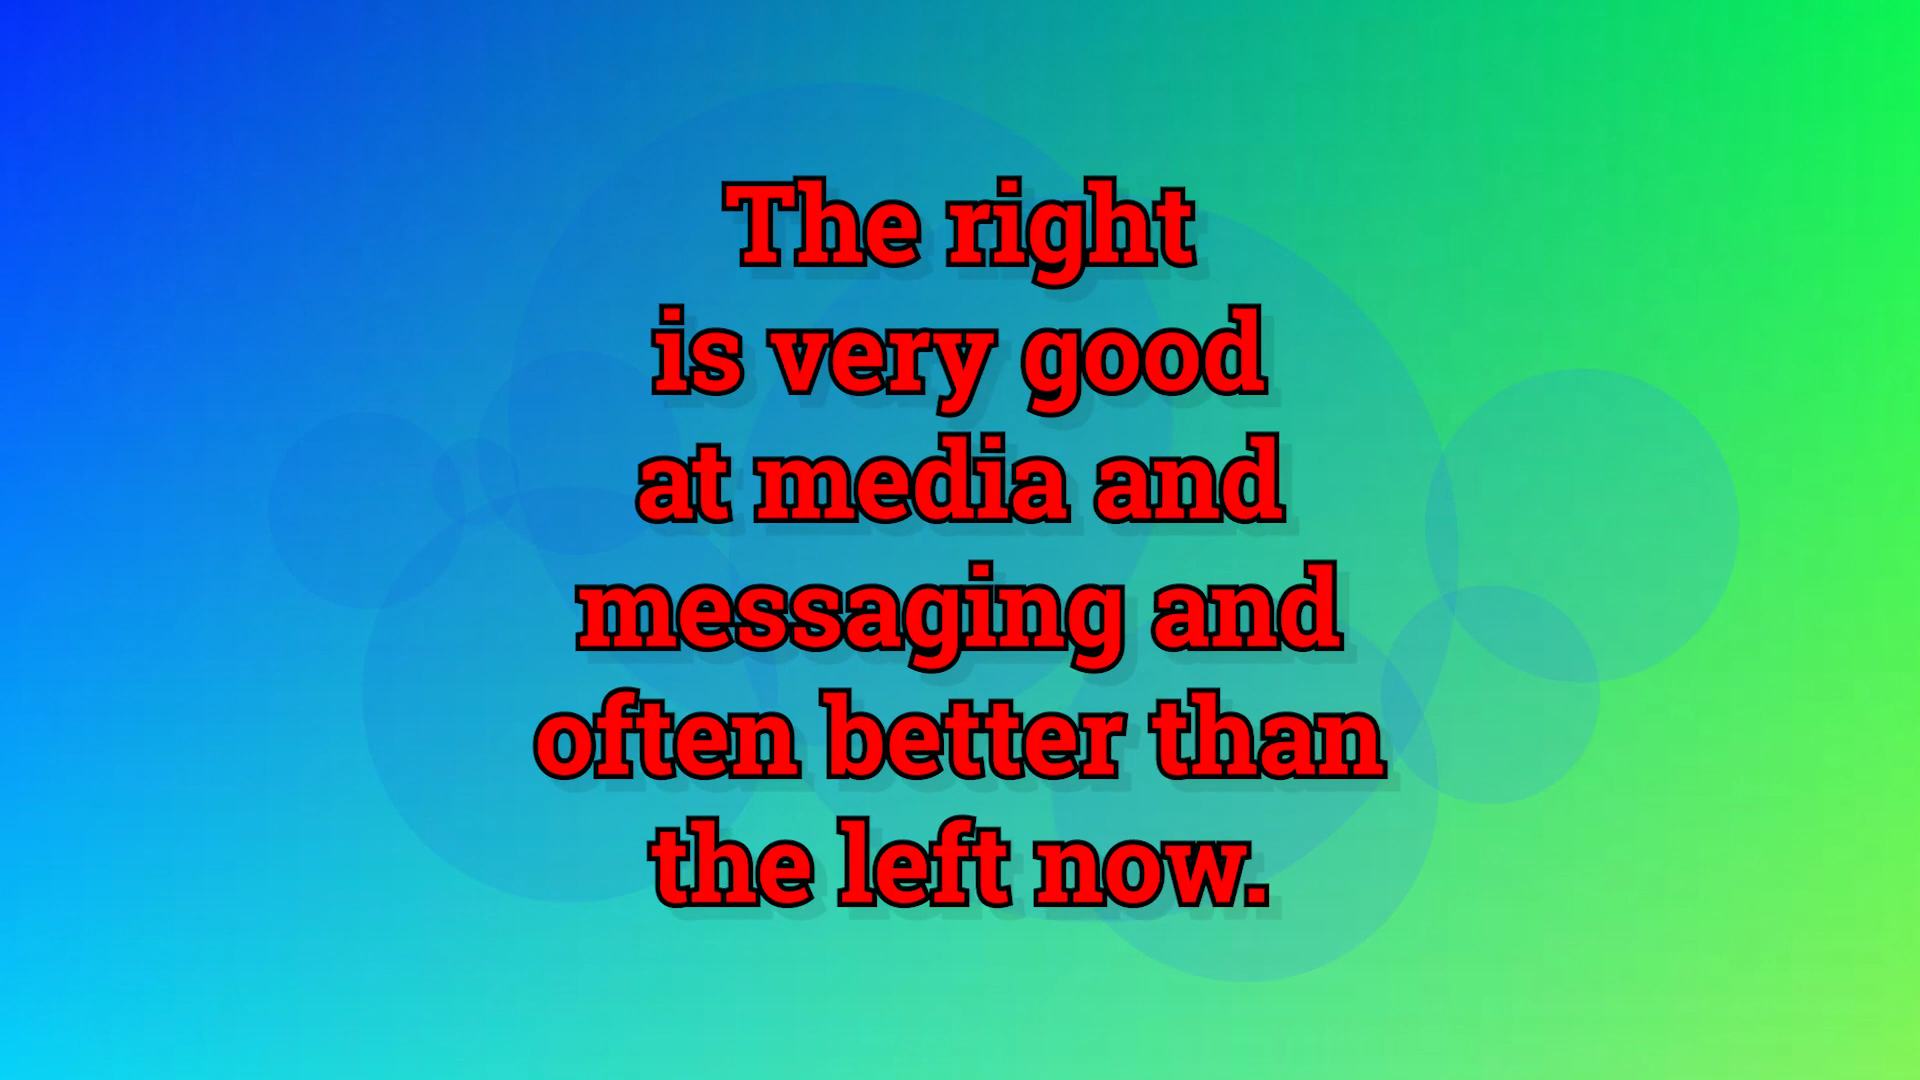 The right
is very good
at media and
messaging and
often better than
the left now.